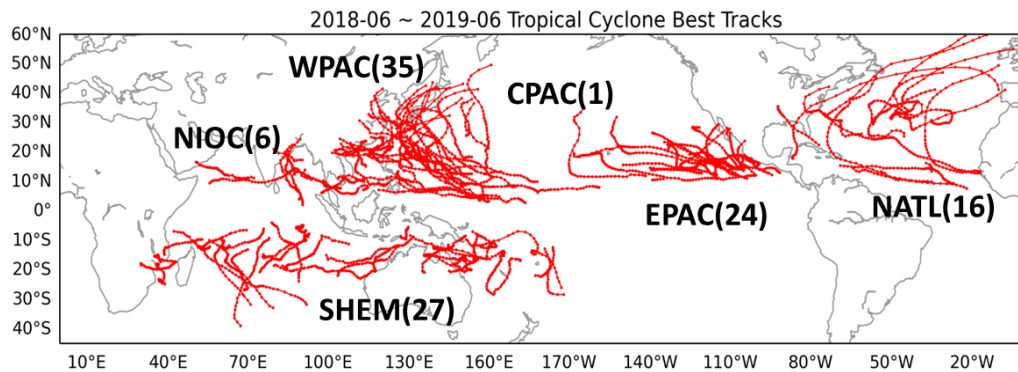 2018-06 ~ 2019-06 Tropical Cyclone Best Tracks
60°N
50°N
40°N
30°N
20°N
10°N
0°
10°S
20°S
30°S
40°S
WPAC(35)
CPAC(1)
NIOC(6)
EPAC(24)
NATL(16)
SHEM(27)
10°E 40°E 70°E 100°E 130°E 160°E 170°W 140°W 110°W 80°W 50°W 20°W